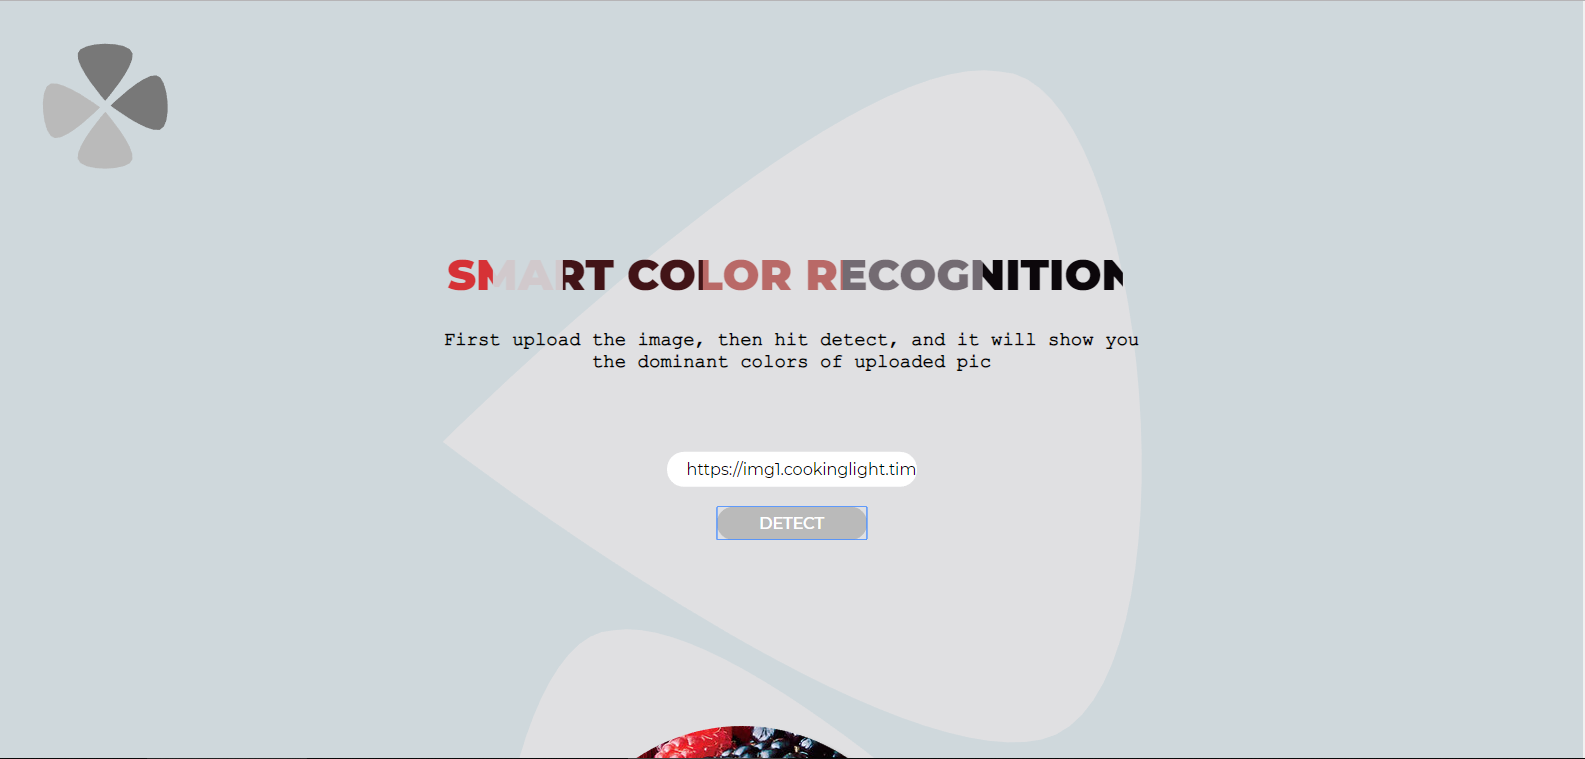 SMART COLOR RECOGNITION
First upload the image, then hit detect, and it will show you
the dominant colors of uploaded pic
https://img1.cookinglight.tim
DETECT